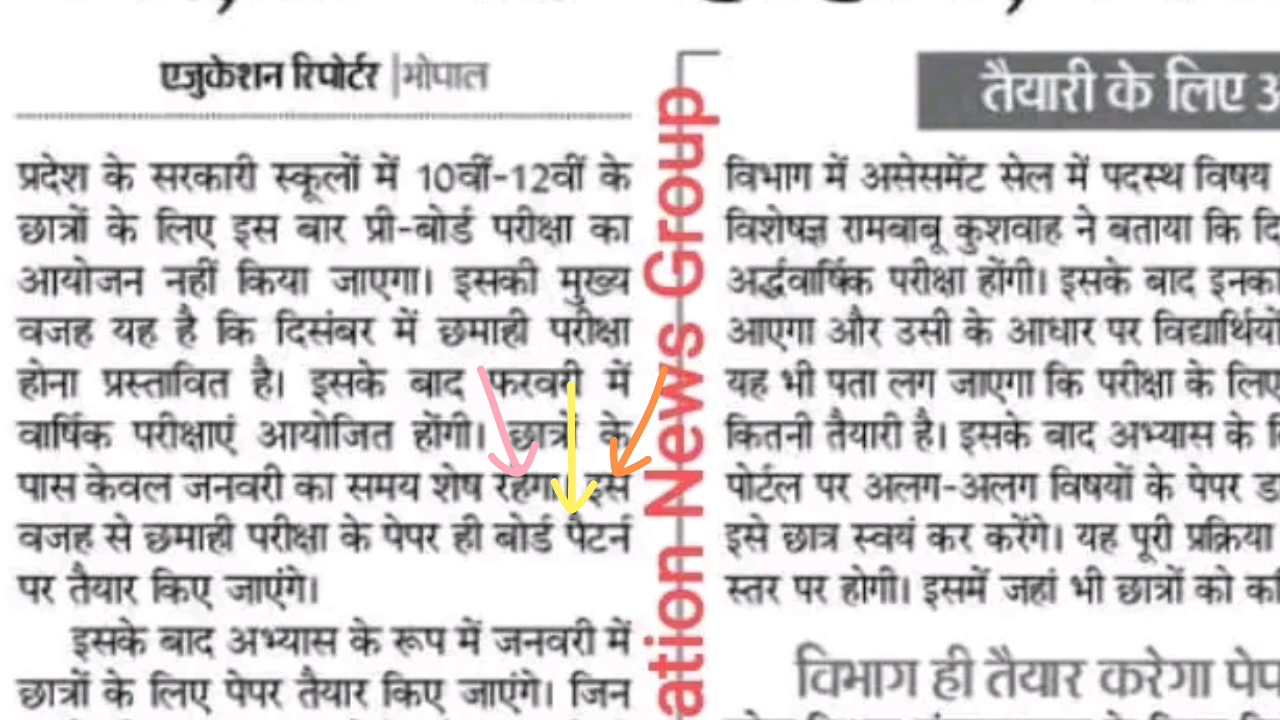 एजुकेशन रिपोर्टर | भोपाल
प्रदेश के सरकारी स्कूलों में 10वीं-12वीं के
छात्रों के लिए इस बार प्री-बोर्ड परीक्षा का
आयोजन नहीं किया जाएगा। इसकी मुख्य
वजह यह है कि दिसंबर में छमाही परीक्षा
होना प्रस्तावित है। इसके बाद फरवरी में
वार्षिक परीक्षाएं आयोजित होंगी। छात्रों के
पास केवल जनवरी का समय शेष रहेगा। इस
वजह से छमाही परीक्षा के पेपर ही बोर्ड पैटर्न
पर तैयार किए जाएंगे।
इसके बाद अभ्यास के रूप में जनवरी में
छात्रों के लिए पेपर तैयार किए जाएंगे। जिन
ation News Group
तैयारी के लिए
विभाग में असेसमेंट सेल में पदस्थ विषय
विशेषज्ञ रामबाबू कुशवाह ने बताया कि
अर्द्धवार्षिक परीक्षा होंगी। इसके बाद
आएगा और उसी के आधार पर
यह भी पता लग जाएगा कि परीक्षा के लिए
कितनी तैयारी है। इसके बाद अभ्यास के
पोर्टल पर अलग-अलग विषयों के पेपर
इसे छात्र स्वयं कर करेंगे। यह पूरी प्रक्रिया
स्तर पर होगी। इसमें जहां भी छात्रों को
विभाग ही तैयार करेगा